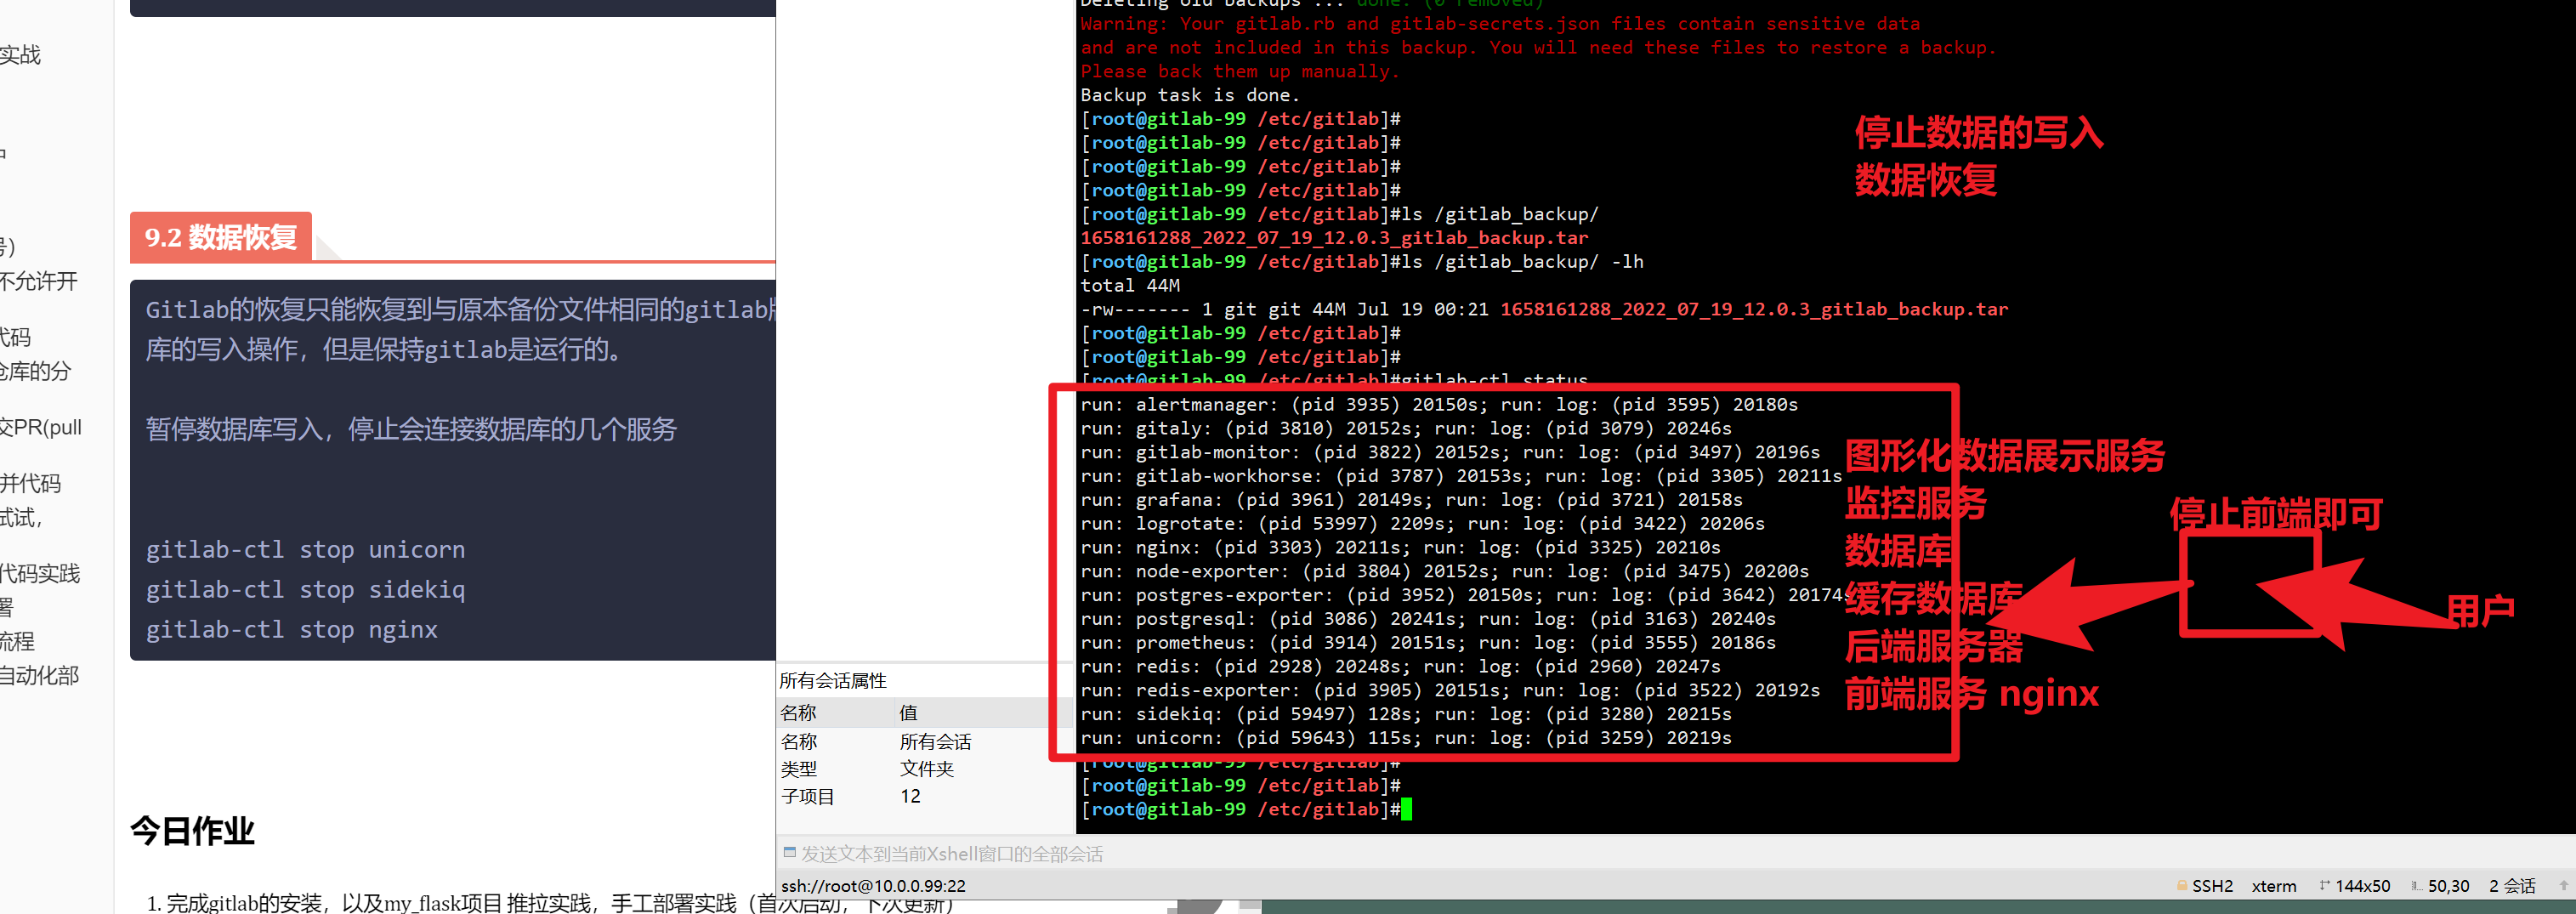 实战
号)
不允许开
代码
仓库的分
交PR(pull
并代码
试试，
代码实践
署
流程
自动化部
9.2 数据恢复
Gitlab的恢复只能恢复到与原本备份文件相同的gitlab版
库的写入操作，但是保持gitlab是运行的。
暂停数据库写入，停止会连接数据库的几个服务
gitlab-ctl stop unicorn
gitlab-ctl stop sidekiq
gitlab-ctl stop nginx
今日作业
1. 完成gitlab的安装，以及my_flask项目 推拉实践，手工部署实践（首次启动，下次更新）
所有会话属性
名称 值
名称 所有会话
类型 文件夹
子项目 12
Deleting old backups ... done. (0 removed)
Warning: Your gitlab.rb and gitlab-secrets.json files contain sensitive data
and are not included in this backup. You will need these files to restore a backup.
Please back them up manually.
Backup task is done.
[root@gitlab-99 /etc/gitlab]#
[root@gitlab-99 /etc/gitlab]#
[root@gitlab-99 /etc/gitlab]#
[root@gitlab-99 /etc/gitlab]#
[root@gitlab-99 /etc/gitlab]#ls /gitlab_backup/
1658161288_2022_07_19_12.0.3_gitlab_backup.tar
[root@gitlab-99 /etc/gitlab]#ls /gitlab_backup/ -lh
total 44M
-rw------- 1 git git 44M Jul 19 00:21 1658161288_2022_07_19_12.0.3_gitlab_backup.tar
[root@gitlab-99 /etc/gitlab]#
[root@gitlab-99 /etc/gitlab]#
[root@gitlab-99 /etc/gitlab]#gitlab-ctl status
run: alertmanager: (pid 3935) 20150s; run: log: (pid 3595) 20180s
run: gitaly: (pid 3810) 20152s; run: log: (pid 3079) 20246s
run: gitlab-monitor: (pid 3822) 20152s; run: log: (pid 3497) 20196s
run: gitlab-workhorse: (pid 3787) 20153s; run: log: (pid 3305) 20211s
run: grafana: (pid 3961) 20149s; run: log: (pid 3721) 20158s
run: logrotate: (pid 53997) 2209s; run: log: (pid 3422) 20206s
run: nginx: (pid 3303) 20211s; run: log: (pid 3325) 20210s
run: node-exporter: (pid 3804) 20152s; run: log: (pid 3475) 20200s
run: postgres-exporter: (pid 3952) 20150s; run: log: (pid 3642) 20174s
run: postgresql: (pid 3086) 20241s; run: log: (pid 3163) 20240s
run: prometheus: (pid 3914) 20151s; run: log: (pid 3555) 20186s
run: redis: (pid 2928) 20248s; run: log: (pid 2960) 20247s
run: redis-exporter: (pid 3905) 20151s; run: log: (pid 3522) 20192s
run: sidekiq: (pid 59497) 128s; run: log: (pid 3280) 20215s
run: unicorn: (pid 59643) 115s; run: log: (pid 3259) 20219s
[root@gitlab-99 /etc/gitlab]#
[root@gitlab-99 /etc/gitlab]#
[root@gitlab-99 /etc/gitlab]#
停止数据的写入
数据恢复
图形化数据展示服务
监控服务
数据库
缓存数据库
后端服务器
前端服务 nginx
停止前端即可
用户
发送文本到当前Xshell窗口的全部会话
ssh://root@10.0.0.99:22
SSH2 xterm 144x50 50,30 2 会话